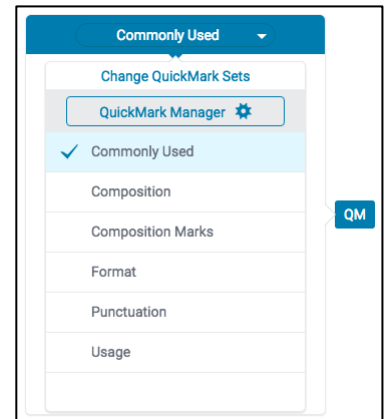 Commonly Used
Change QuickMark Sets
QuickMark Manager
Commonly Used
Composition
QM
Composition Marks
Format
Punctuation
Usage